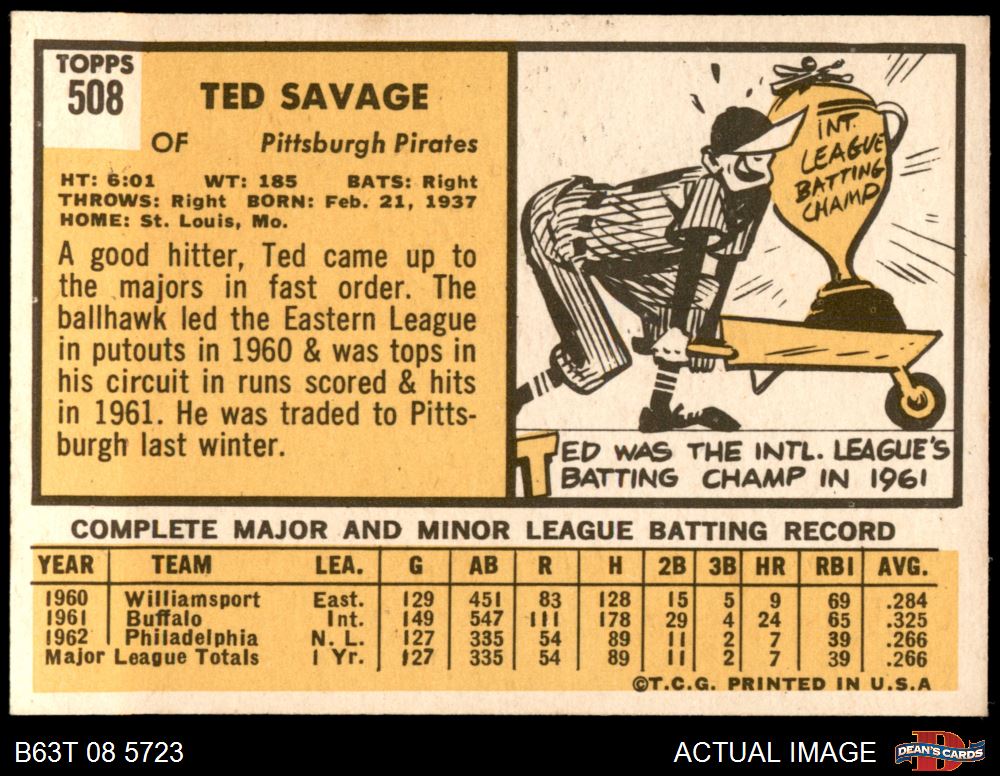 TOPPS
508
TED SAVAGE
OF Pittsburgh Pirates
HT: 6:01 WT: 185 BATS: Right
THROWS: Right BORN: Feb. 21, 1937
HOME: St. Louis, Mo.
A good hitter, Ted came up to
the majors in fast order. The
ballhawk led the Eastern League
in putouts in 1960 & was tops in
his circuit in runs scored & hits
in 1961. He was traded to Pitts-
burgh last winter.
INT.
LEAGUE
BATTING
CHAMP
TED WAS THE INTL. LEAGUE'S
BATTING CHAMP IN 1961
COMPLETE MAJOR AND MINOR LEAGUE BATTING RECORD
YEAR TEAM LEA. G AB R H 2B 3B HR RBI AVG.
1960 Williamsport East. 129 451 83 128 15 5 9 69 .284
1961 Buffalo Int. 149 547 111 178 29 4 24 65 .325
1962 Philadelphia N. L. 127 335 54 89 11 2 7 39 .266
Major League Totals 1 Yr. 127 335 54 89 11 2 7 39 .266
©T.C.G. PRINTED IN U.S.A
B63T 08 5723
ACTUAL IMAGE
D
DEAN'S CARDS